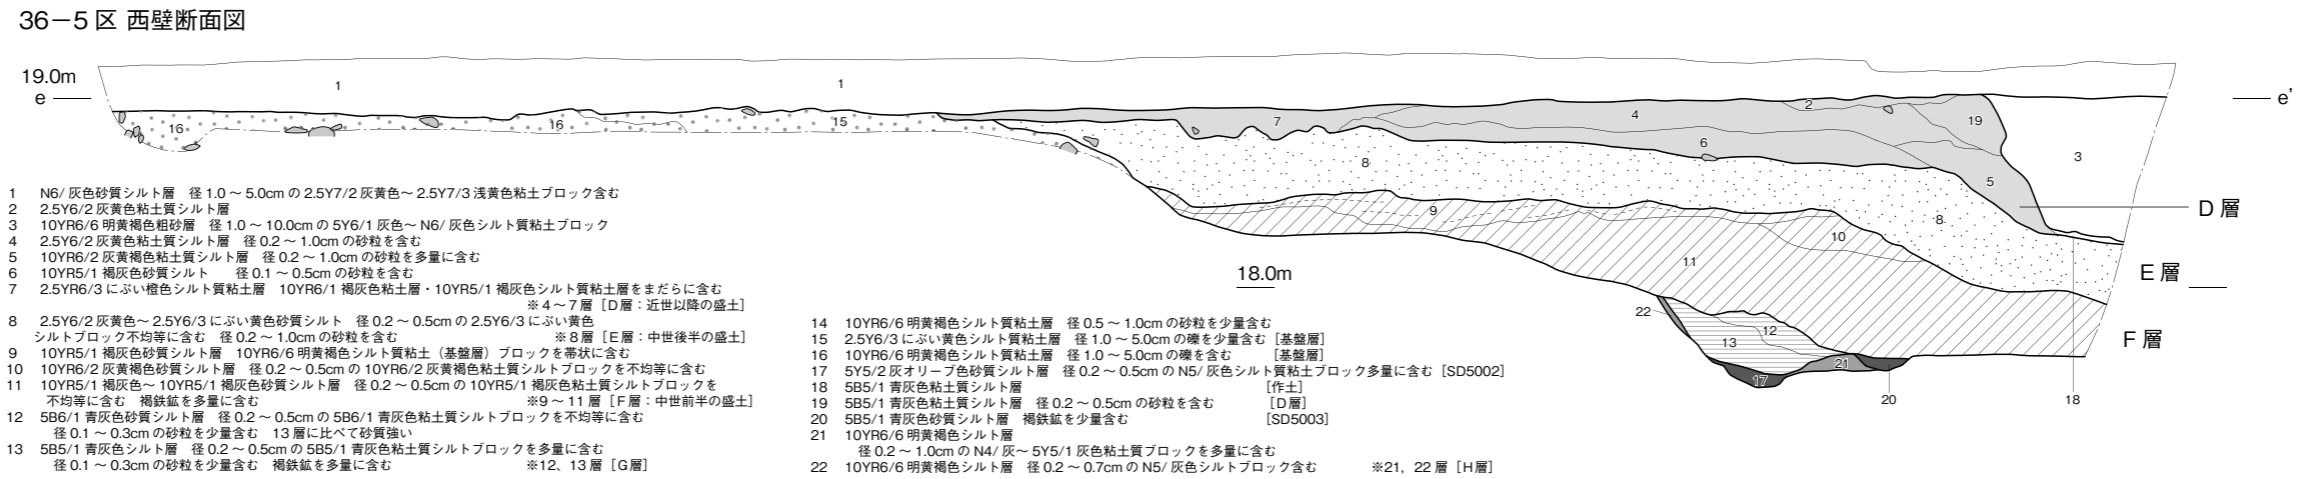 36－5区 西壁断面図
19.0m
e
e’
1
1
2
3
4
5
6
7
8
8
9
10
11
12
13
15
16
16
17
18
19
20
21
22
18.0m
D層
E層
F層
1 N6/ 灰色砂質シルト層　径 1.0 ～ 5.0cm の 2.5Y7/2 灰黄色～ 2.5Y7/3 浅黄色粘土ブロック含む
2 2.5Y6/2 灰黄色粘土質シルト層
3 10YR6/6 明黄褐色粗砂層　径 1.0 ～ 10.0cm の 5Y6/1 灰色～ N6/ 灰色シルト質粘土ブロック
4 2.5Y6/2 灰黄色粘土質シルト層　径 0.2 ～ 1.0cm の砂粒を含む
5 10YR6/2 灰黄褐色粘土質シルト層　径 0.2 ～ 1.0cm の砂粒を多量に含む
6 10YR5/1 褐灰色砂質シルト　　径 0.1 ～ 0.5cm の砂粒を含む
7 2.5YR6/3 にぶい橙色シルト質粘土層　10YR6/1 褐灰色粘土層・10YR5/1 褐灰色シルト質粘土層をまだらに含む
※４～７層［Ｄ層：近世以降の盛土］
8 2.5Y6/2 灰黄色～ 2.5Y6/3 にぶい黄色砂質シルト　径 0.2 ～ 0.5cm の 2.5Y6/3 にぶい黄色
シルトブロック不均等に含む　径 0.2 ～ 1.0cm の砂粒を含む　※８層［Ｅ層：中世後半の盛土］
9 10YR5/1 褐灰色砂質シルト層　10YR6/6 明黄褐色シルト質粘土（基盤層）ブロックを帯状に含む
10 10YR6/2 灰黄褐色砂質シルト層　径 0.2 ～ 0.5cm の 10YR6/2 灰黄褐色粘土質シルトブロックを不均等に含む
11 10YR5/1 褐灰色～ 10YR5/1 褐灰色砂質シルト層　径 0.2 ～ 0.5cm の 10YR5/1 褐灰色粘土質シルトブロックを
不均等に含む　褐鉄鉱を多量に含む　※9 ～ 11 層［Ｆ層：中世前半の盛土］
12 5B6/1 青灰色砂質シルト層　径 0.2 ～ 0.5cm の 5B6/1 青灰色粘土質シルトブロックを不均等に含む
径 0.1 ～ 0.3cm の砂粒を少量含む　13 層に比べて砂質強い
13 5B5/1 青灰色シルト層　径 0.2 ～ 0.5cm の 5B5/1 青灰色粘土質シルトブロックを多量に含む
径 0.1 ～ 0.3cm の砂粒を少量含む　褐鉄鉱を多量に含む　※12、13 層［Ｇ層］
14 10YR6/6 明黄褐色シルト質粘土層　径 0.5 ～ 1.0cm の砂粒を少量含む
15 2.5Y6/3 にぶい黄色シルト質粘土層　径 1.0 ～ 5.0cm の礫を少量含む［基盤層］
16 10YR6/6 明黄褐色シルト質粘土層　径 1.0 ～ 5.0cm の礫を含む　［基盤層］
17 5Y5/2 灰オリーブ色砂質シルト層　径 0.2 ～ 0.5cm の N5/ 灰色シルト質粘土ブロック多量に含む［SD5002］
18 5B5/1 青灰色粘土質シルト層　［作土］
19 5B5/1 青灰色粘土質シルト層　径 0.2 ～ 0.5cm の砂粒を含む　［Ｄ層］
20 5B5/1 青灰色砂質シルト層　褐鉄鉱を少量含む　［SD5003］
21 10YR6/6 明黄褐色シルト層
径 0.2 ～ 1.0cm の N4/ 灰～ 5Y5/1 灰色粘土質ブロックを多量に含む
22 10YR6/6 明黄褐色シルト層　径 0.2 ～ 0.7cm の N5/ 灰色シルトブロック含む　※21，22 層［Ｈ層］